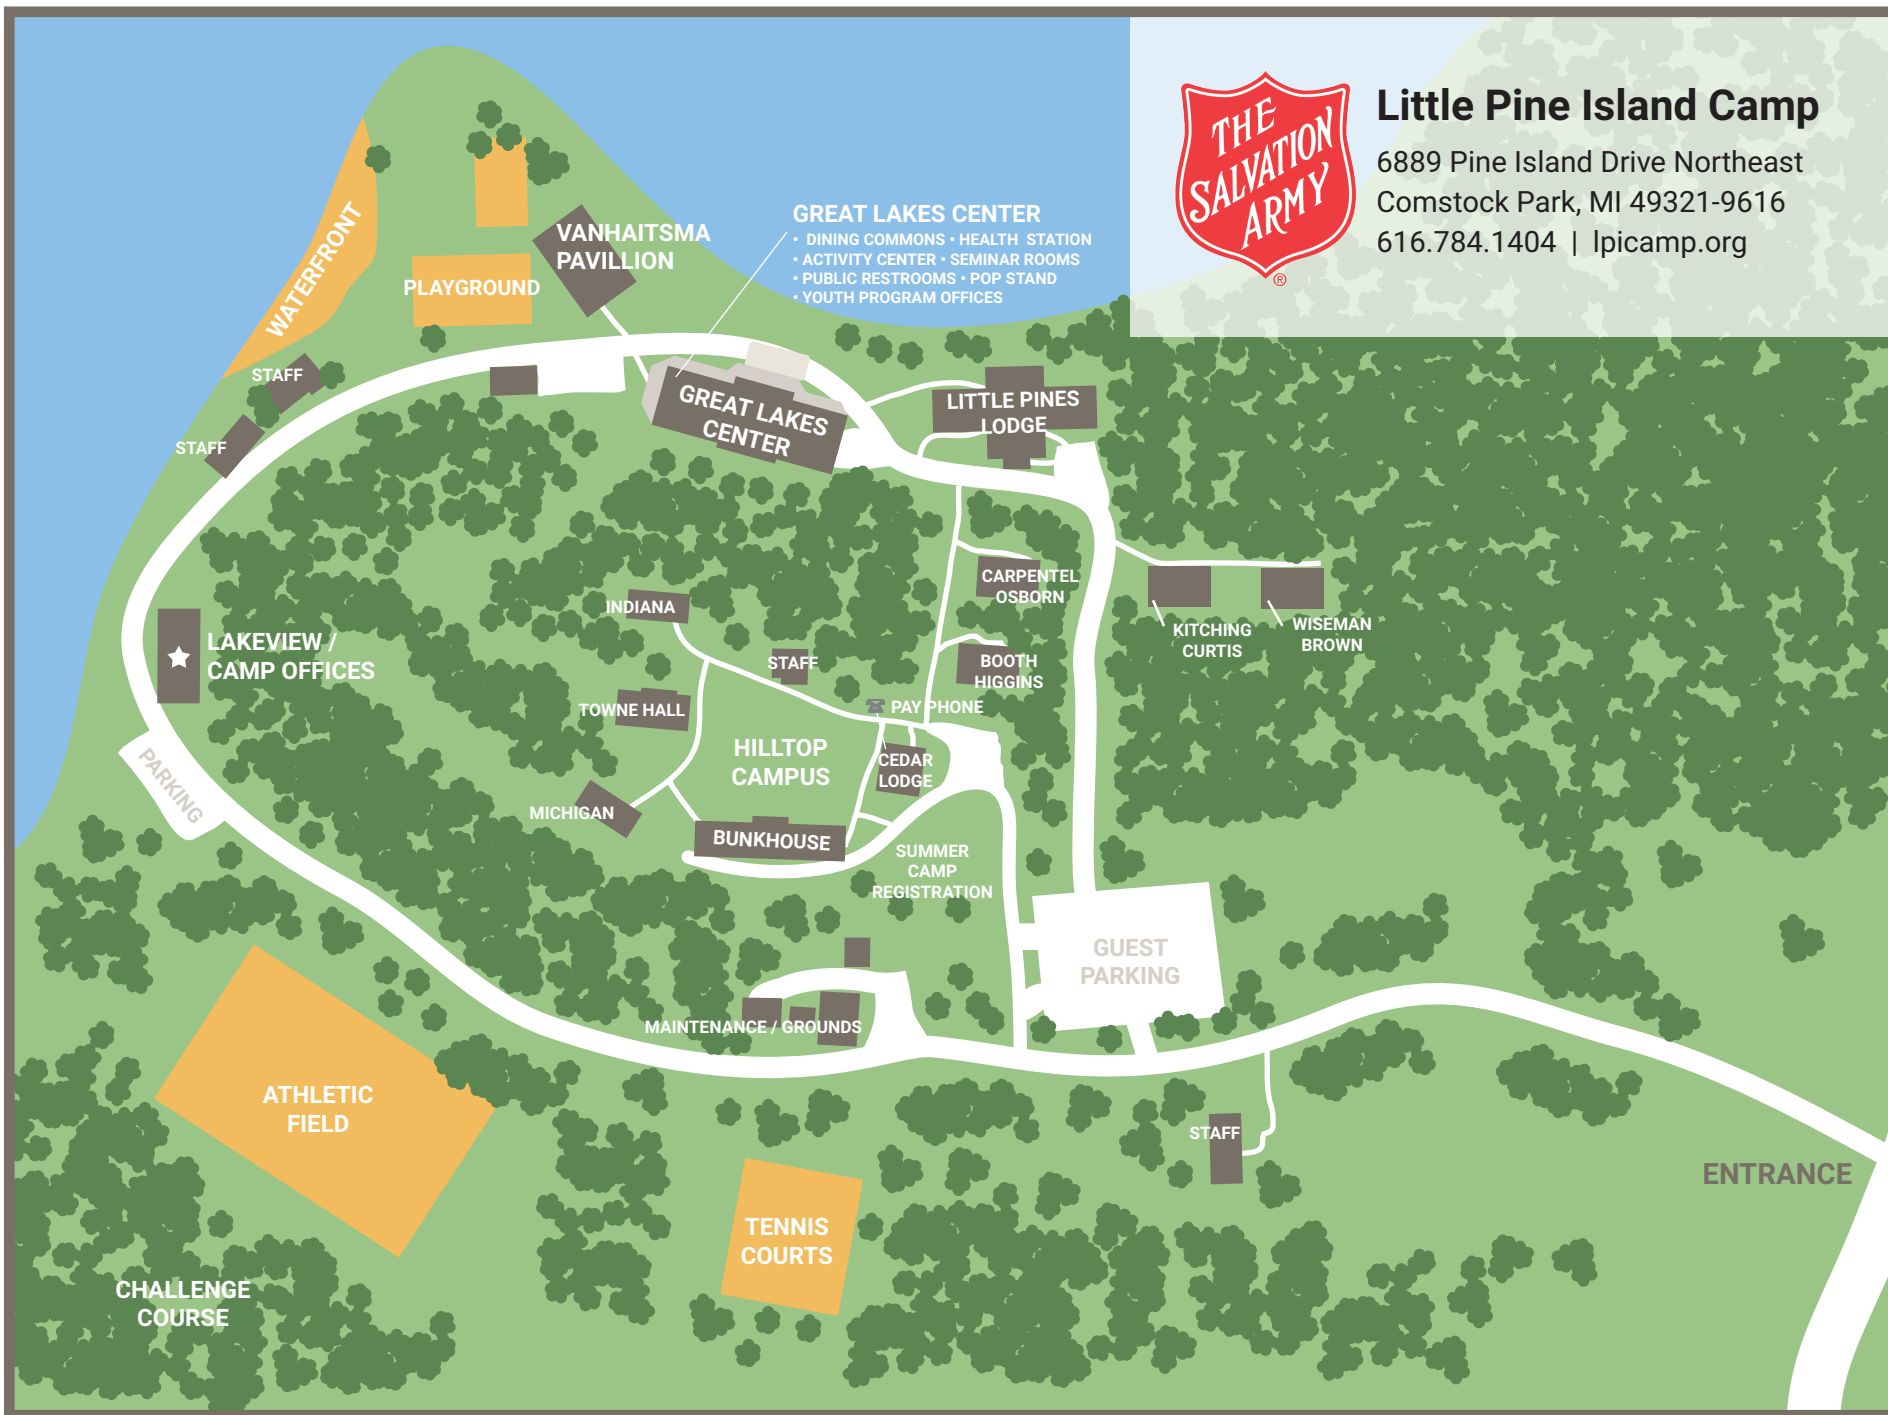 THE
SALVATION
ARMY
®
Little Pine Island Camp
6889 Pine Island Drive Northeast
Comstock Park, MI 49321-9616
616.784.1404 | lpicamp.org
WATERFRONT
PLAYGROUND
VANHAITSMA
PAVILLION
GREAT LAKES CENTER
• DINING COMMONS • HEALTH STATION
• ACTIVITY CENTER • SEMINAR ROOMS
• PUBLIC RESTROOMS • POP STAND
• YOUTH PROGRAM OFFICES
STAFF
STAFF
GREAT LAKES
CENTER
LITTLE PINES
LODGE
CARPENTEL
OSBORN
INDIANA
KITCHING
CURTIS
WISEMAN
BROWN
LAKEVIEW /
CAMP OFFICES
STAFF
BOOTH
HIGGINS
TOWNE HALL
PAY PHONE
HILLTOP
CAMPUS
CEDAR
LODGE
PARKING
MICHIGAN
BUNKHOUSE
SUMMER
CAMP
REGISTRATION
GUEST
PARKING
MAINTENANCE / GROUNDS
ATHLETIC
FIELD
STAFF
ENTRANCE
TENNIS
COURTS
CHALLENGE
COURSE